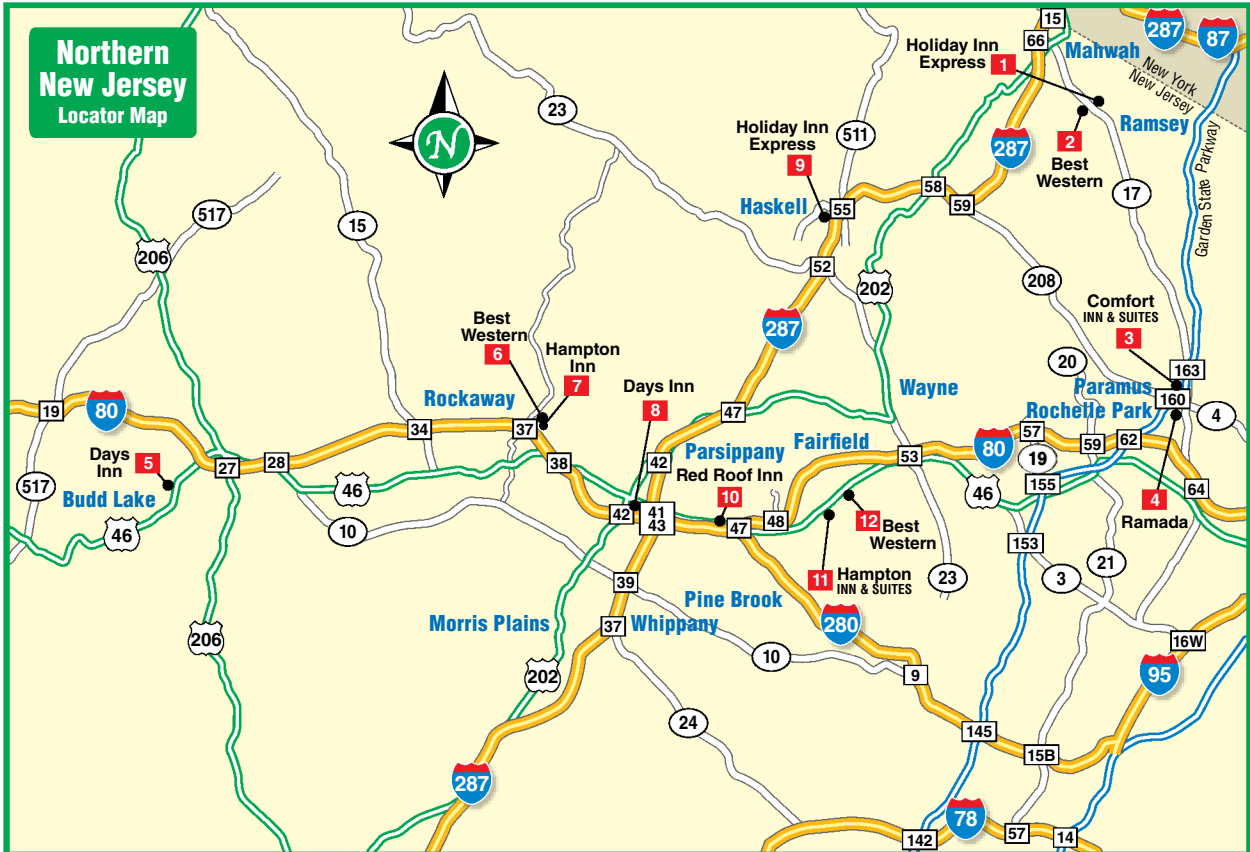 Northern
New Jersey
Locator Map
N
15
66
Mahwah
287
87
New York
New Jersey
Holiday Inn
Express
1
Ramsey
2
Best
Western
287
17
Garden State Parkway
23
511
Holiday Inn
Express
9
Haskell
55
58
59
52
202
208
517
15
206
287
Comfort
INN & SUITES
3
163
Paramus
160
4
20
Rochelle Park
Best
Western
6
Hampton
Inn
7
Rockaway
Days Inn
8
Wayne
19
80
34
37
47
57
59
62
80
19
155
Days
Inn
5
Budd Lake
27
28
38
42
Parsippany
Fairfield
53
Red Roof Inn
10
46
64
4
Ramada
517
46
46
10
42
41
43
47
48
12
Best
Western
11
Hampton
INN & SUITES
153
3
21
23
39
Pine Brook
280
206
Morris Plains
37
Whippany
10
16W
202
9
95
24
145
15B
287
78
142
57
14